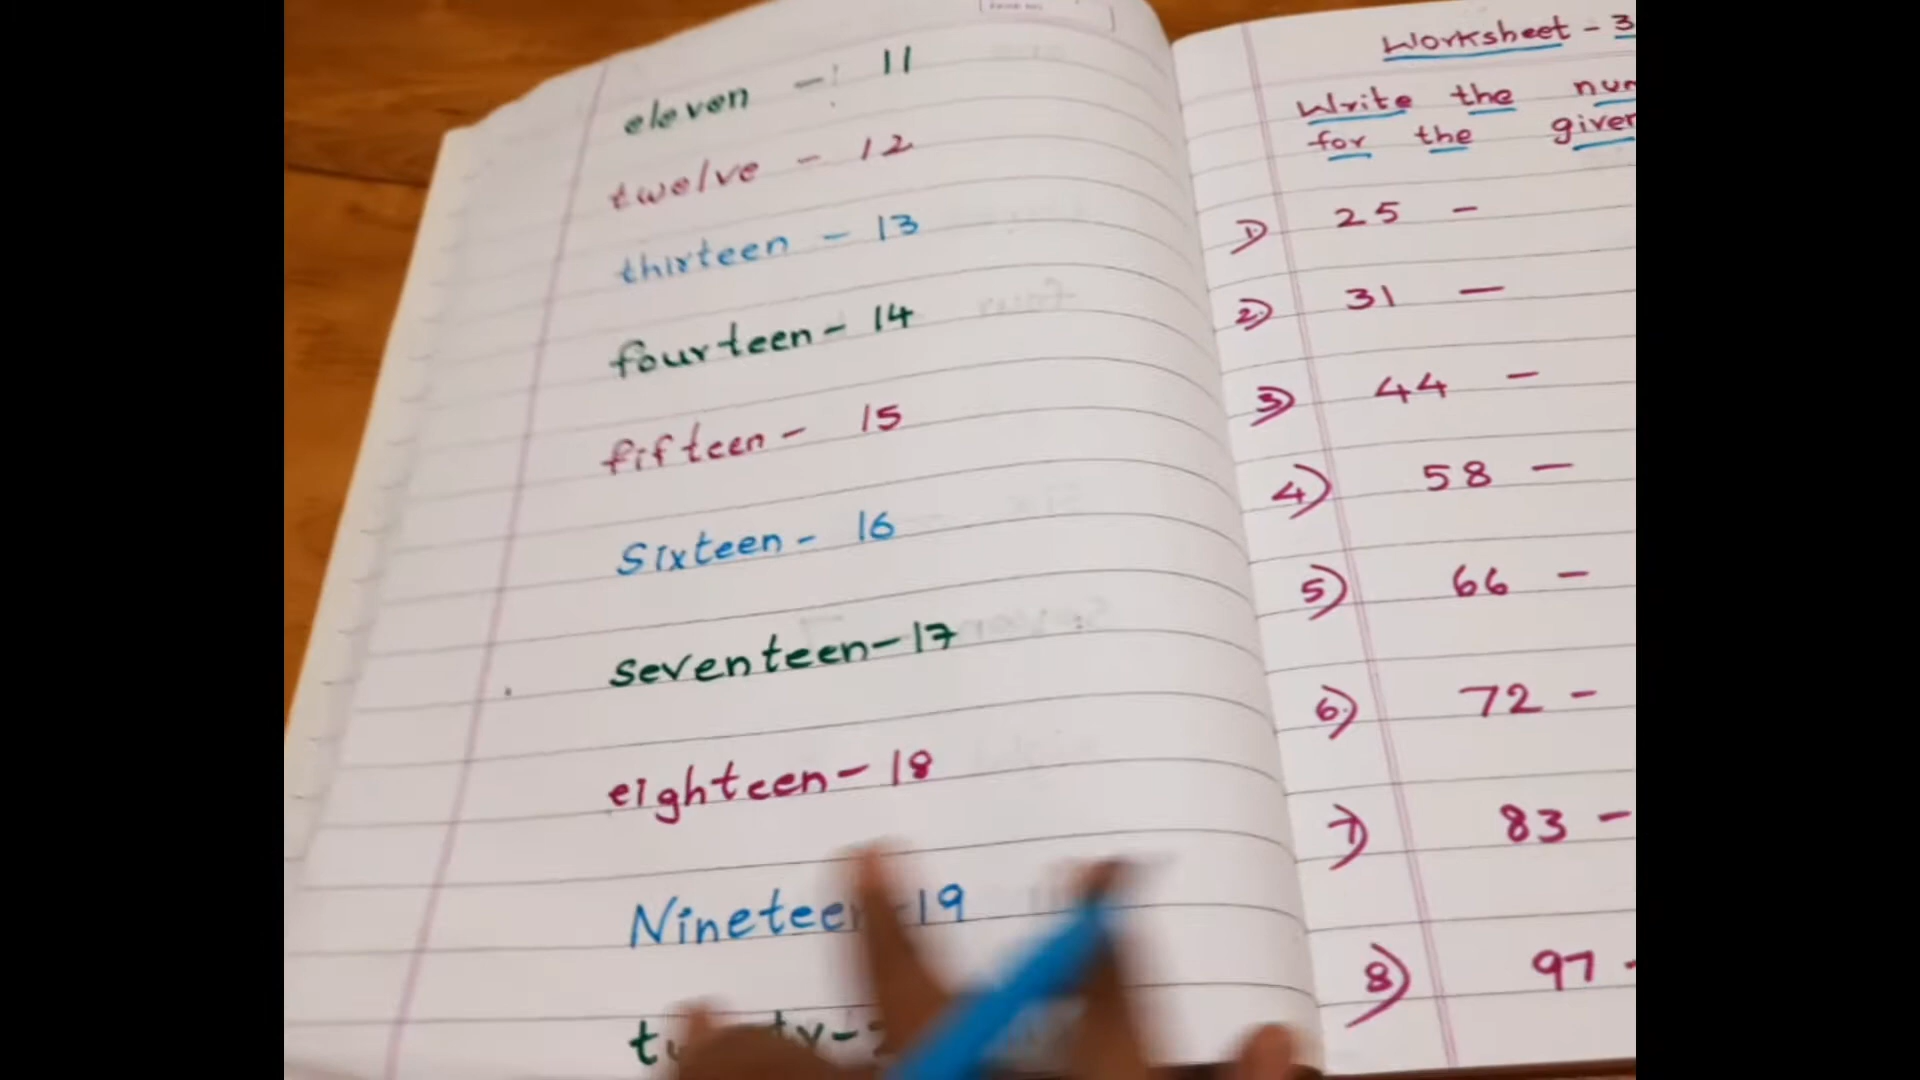 eleven - 11
twelve - 12
thirteen - 13
fourteen - 14
fifteen - 15
Sixteen - 16
seventeen - 17
eighteen - 18
Nineteen - 19
Worksheet - 3
Write the
for the given
1) 25 -
2) 31 -
3) 44 -
4) 58 -
5) 66 -
6) 72 -
7) 83 -
8) 97 -